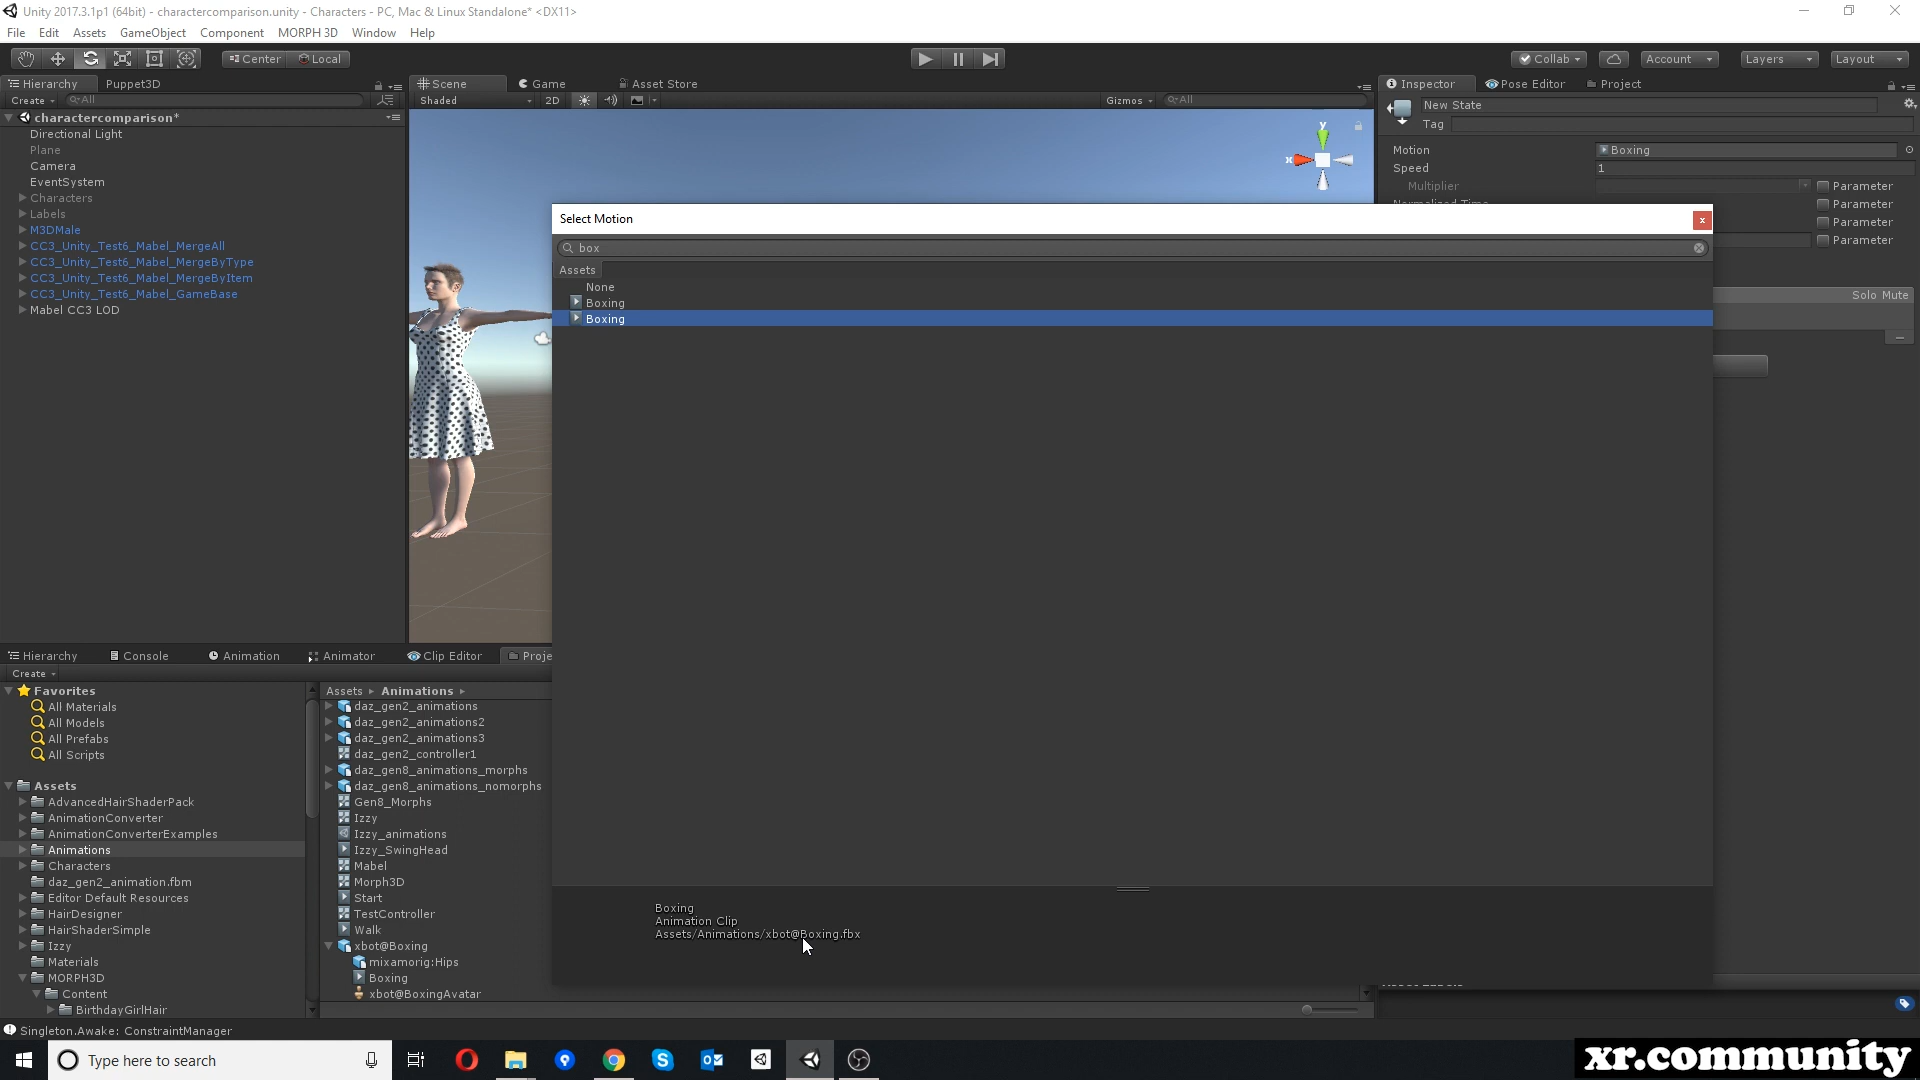 Unity 2017.3.1p1 (64bit) - charactercomparison.unity - Characters - PC, Mac & Linux Standalone* <DX11>
File Edit Assets GameObject Component MORPH 3D Window Help
Center Local Collab Account Layers Layout
Hierarchy Puppet3D Scene Game Asset Store Inspector Pose Editor Project
Create All Shaded 2D Gizmos All New State
charactercomparison* Tag
Directional Light
Plane Motion Boxing
Camera Speed 1
EventSystem Multiplier Parameter
Characters Normalized Time Parameter
Labels Select Motion x Parameter
M3DMale Parameter
CC3_Unity_Test6_Mabel_MergeAll box
CC3_Unity_Test6_Mabel_MergeByType Assets
CC3_Unity_Test6_Mabel_MergeByItem None
CC3_Unity_Test6_Mabel_GameBase Solo Mute
Mabel CC3 LOD Boxing
Boxing
y
x
Hierarchy Console Animation Animator Clip Editor Proje
Create
Favorites
All Materials
All Models
All Prefabs
All Scripts
Assets
AdvancedHairShaderPack
AnimationConverter
AnimationConverterExamples
Animations
Characters
daz_gen2_animation.fbm
Editor Default Resources
HairDesigner
HairShaderSimple
Izzy
Materials
MORPH3D
Content
BirthdayGirlHair
Assets Animations
daz_gen2_animations
daz_gen2_animations2
daz_gen2_animations3
daz_gen2_controller1
daz_gen8_animations_morphs
daz_gen8_animations_nomorphs
Gen8_Morphs
Izzy
Izzy_animations
Izzy_SwingHead
Mabel
Morph3D
Start
TestController
Walk
xbot@Boxing
mixamorig:Hips
Boxing
xbot@BoxingAvatar
Boxing
Animation Clip
Assets/Animations/xbot@Boxing.fbx
Singleton.Awake: ConstraintManager
Type here to search
xr.community